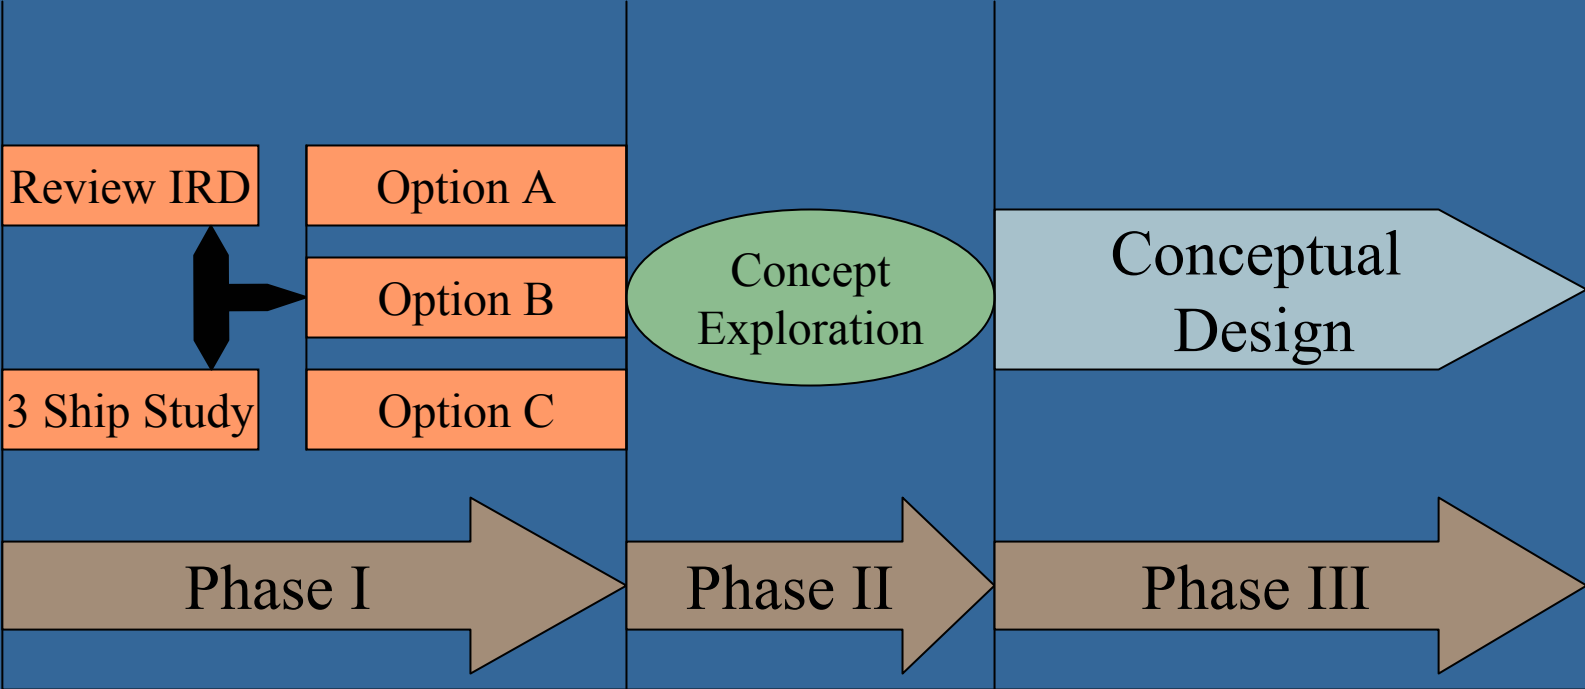 Review IRD
Option A
Option B
3 Ship Study
Option C
Concept
Exploration
Conceptual
Design
Phase I
Phase II
Phase III